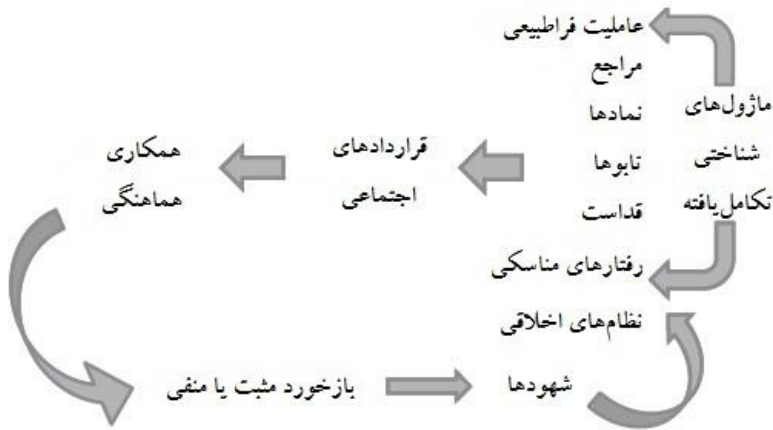 عاملیت فراطبیعی
مراجع
نمادها
تابوها
قداست
رفتارهای مناسکی
نظام‌های اخلاقی
ماژول‌های
شناختی
تکامل‌یافته
قراردادهای
اجتماعی
همکاری
هماهنگی
بازخورد مثبت یا منفی
شهودها